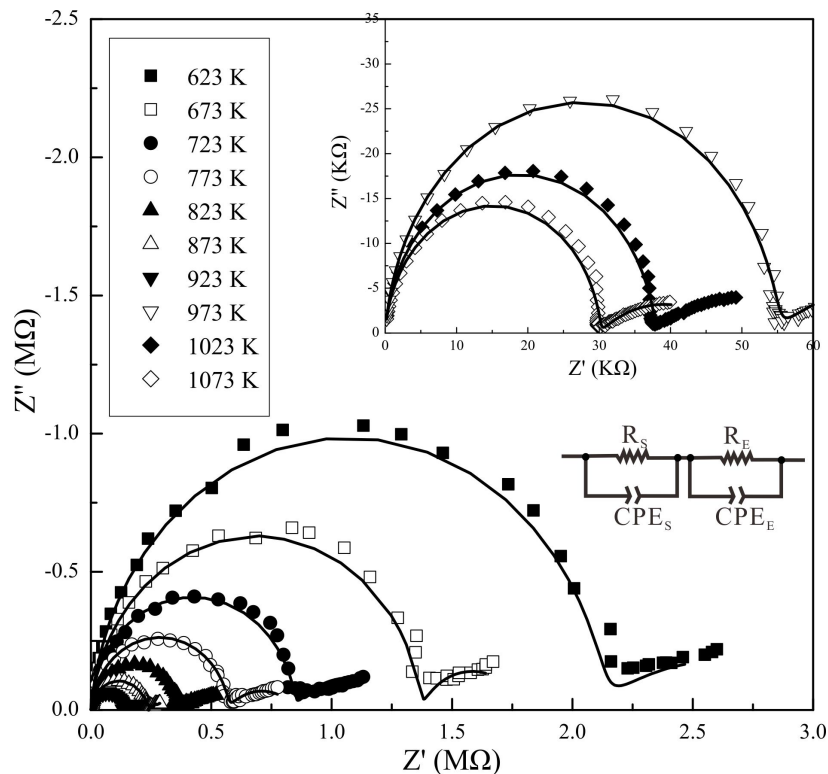 -2.5
-2.0
-1.5
-1.0
-0.5
0.0
Z'' (MΩ)
0.0 0.5 1.0 1.5 2.0 2.5 3.0
Z' (MΩ)
623 K
673 K
723 K
773 K
823 K
873 K
923 K
973 K
1023 K
1073 K
35
-30
-25
-20
-15
-10
-5
0
Z'' (KΩ)
0 10 20 30 40 50 60
Z' (KΩ)
R_S R_E
CPE_S CPE_E